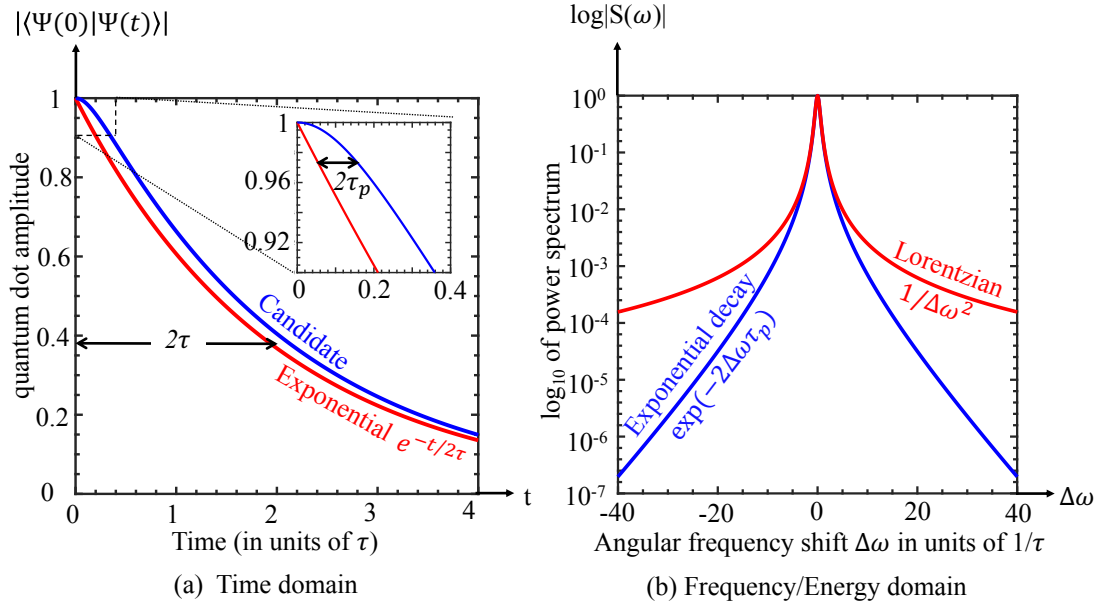 |⟨Ψ(0)|Ψ(t)⟩|
quantum dot amplitude
1
0.8
0.6
0.4
0.2
0
0 1 2 3 4
t
Time (in units of τ)
2τ
Candidate
Exponential e^{-t/2τ}
1
0.96
0.92
0 0.2 0.4
2τ_p
(a) Time domain
log|S(ω)|
log₁₀ of power spectrum
10⁰
10⁻¹
10⁻²
10⁻³
10⁻⁴
10⁻⁵
10⁻⁶
10⁻⁷
-40 -20 0 20 40
Δω
Angular frequency shift Δω in units of 1/τ
Lorentzian
1/Δω²
Exponential decay
exp(−2Δωτ_p)
(b) Frequency/Energy domain